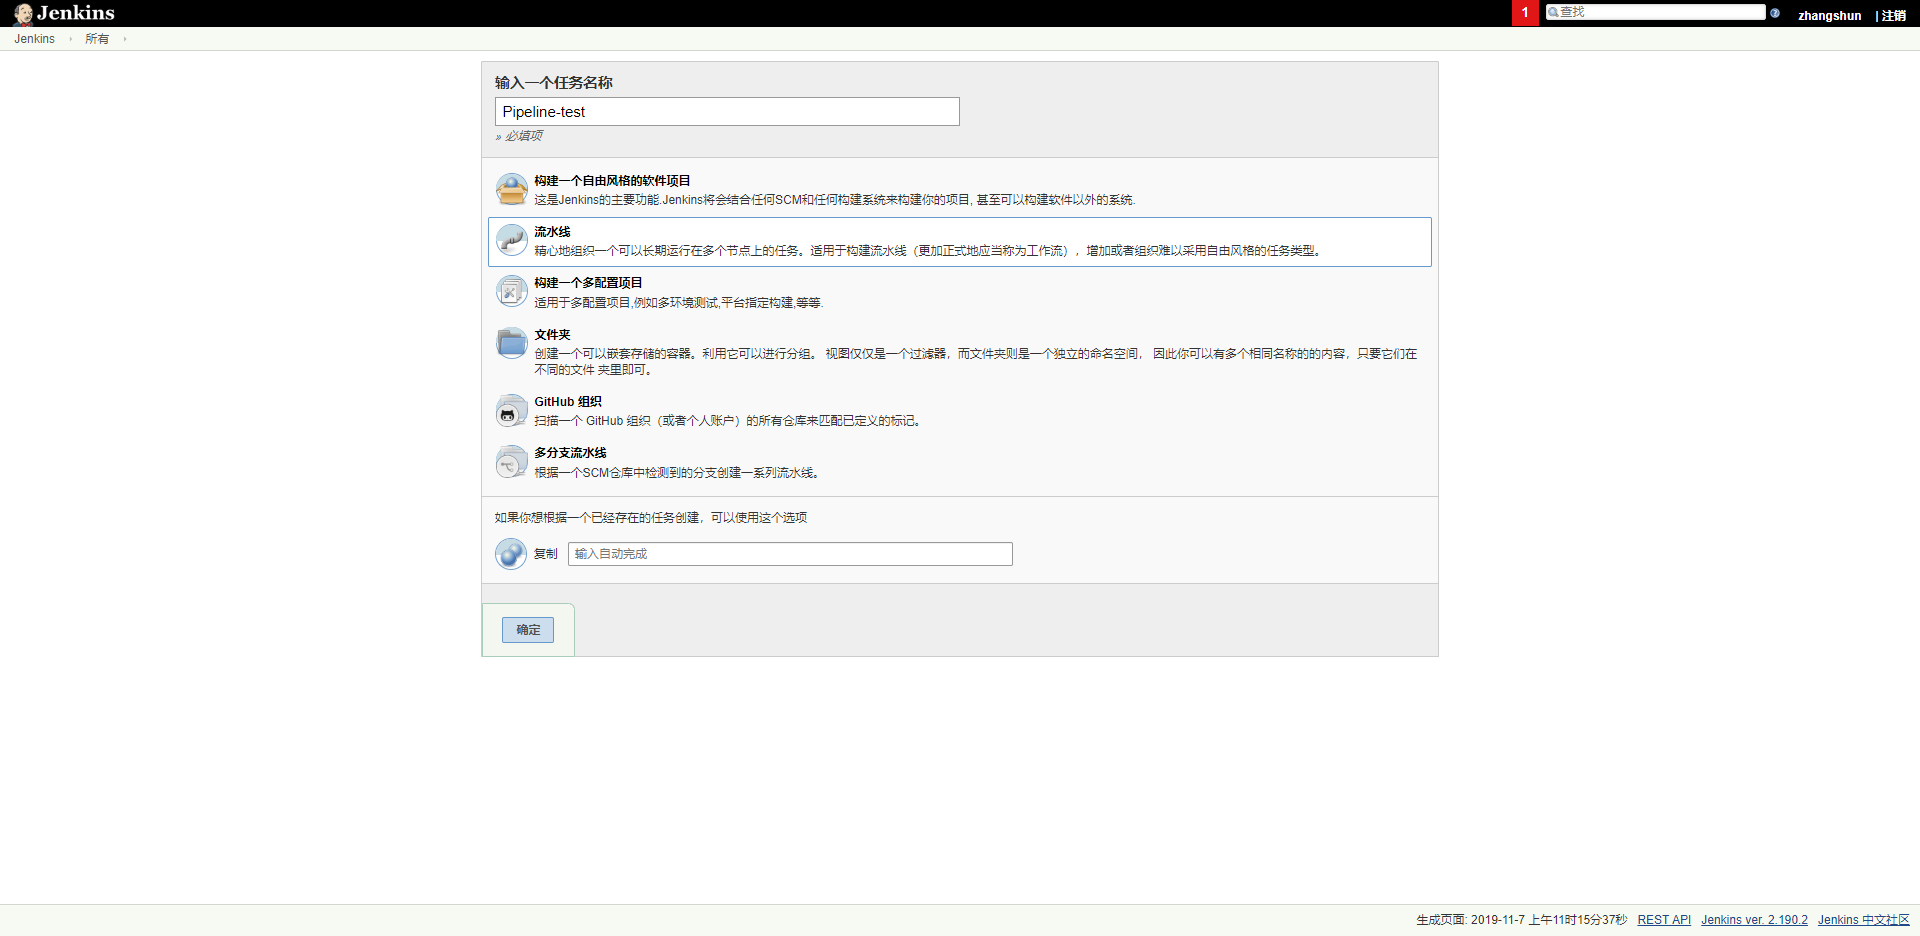 Jenkins
1
查找
zhangshun
| 注销
Jenkins
所有
输入一个任务名称
Pipeline-test
» 必填项
构建一个自由风格的软件项目
这是Jenkins的主要功能.Jenkins将会结合任何SCM和任何构建系统来构建你的项目, 甚至可以构建软件以外的系统.
流水线
精心地组织一个可以长期运行在多个节点上的任务。适用于构建流水线（更加正式地应当称为工作流），增加或者组织难以采用自由风格的任务类型。
构建一个多配置项目
适用于多配置项目,例如多环境测试,平台指定构建,等等.
文件夹
创建一个可以嵌套存储的容器。利用它可以进行分组。 视图仅仅是一个过滤器，而文件夹则是一个独立的命名空间， 因此你可以有多个相同名称的的内容，只要它们在
不同的文件 夹里即可。
GitHub 组织
扫描一个 GitHub 组织（或者个人账户）的所有仓库来匹配已定义的标记。
多分支流水线
根据一个SCM仓库中检测到的分支创建一系列流水线。
如果你想根据一个已经存在的任务创建，可以使用这个选项
复制
输入自动完成
确定
生成页面: 2019-11-7 上午11时15分37秒
REST API
Jenkins ver. 2.190.2
Jenkins 中文社区